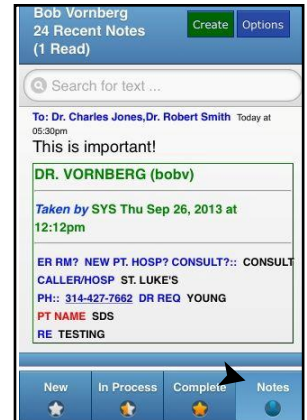 Bob Vornberg
24 Recent Notes
(1 Read)
Create
Options
Search for text ...
To: Dr. Charles Jones,Dr. Robert Smith Today at
05:30pm
This is important!
DR. VORNBERG (bobv)
Taken by SYS Thu Sep 26, 2013 at
12:12pm
ER RM? NEW PT. HOSP? CONSULT?:: CONSULT
CALLER/HOSP ST. LUKE'S
PH:: 314-427-7662 DR REQ YOUNG
PT NAME SDS
RE TESTING
New
In Process
Complete
Notes